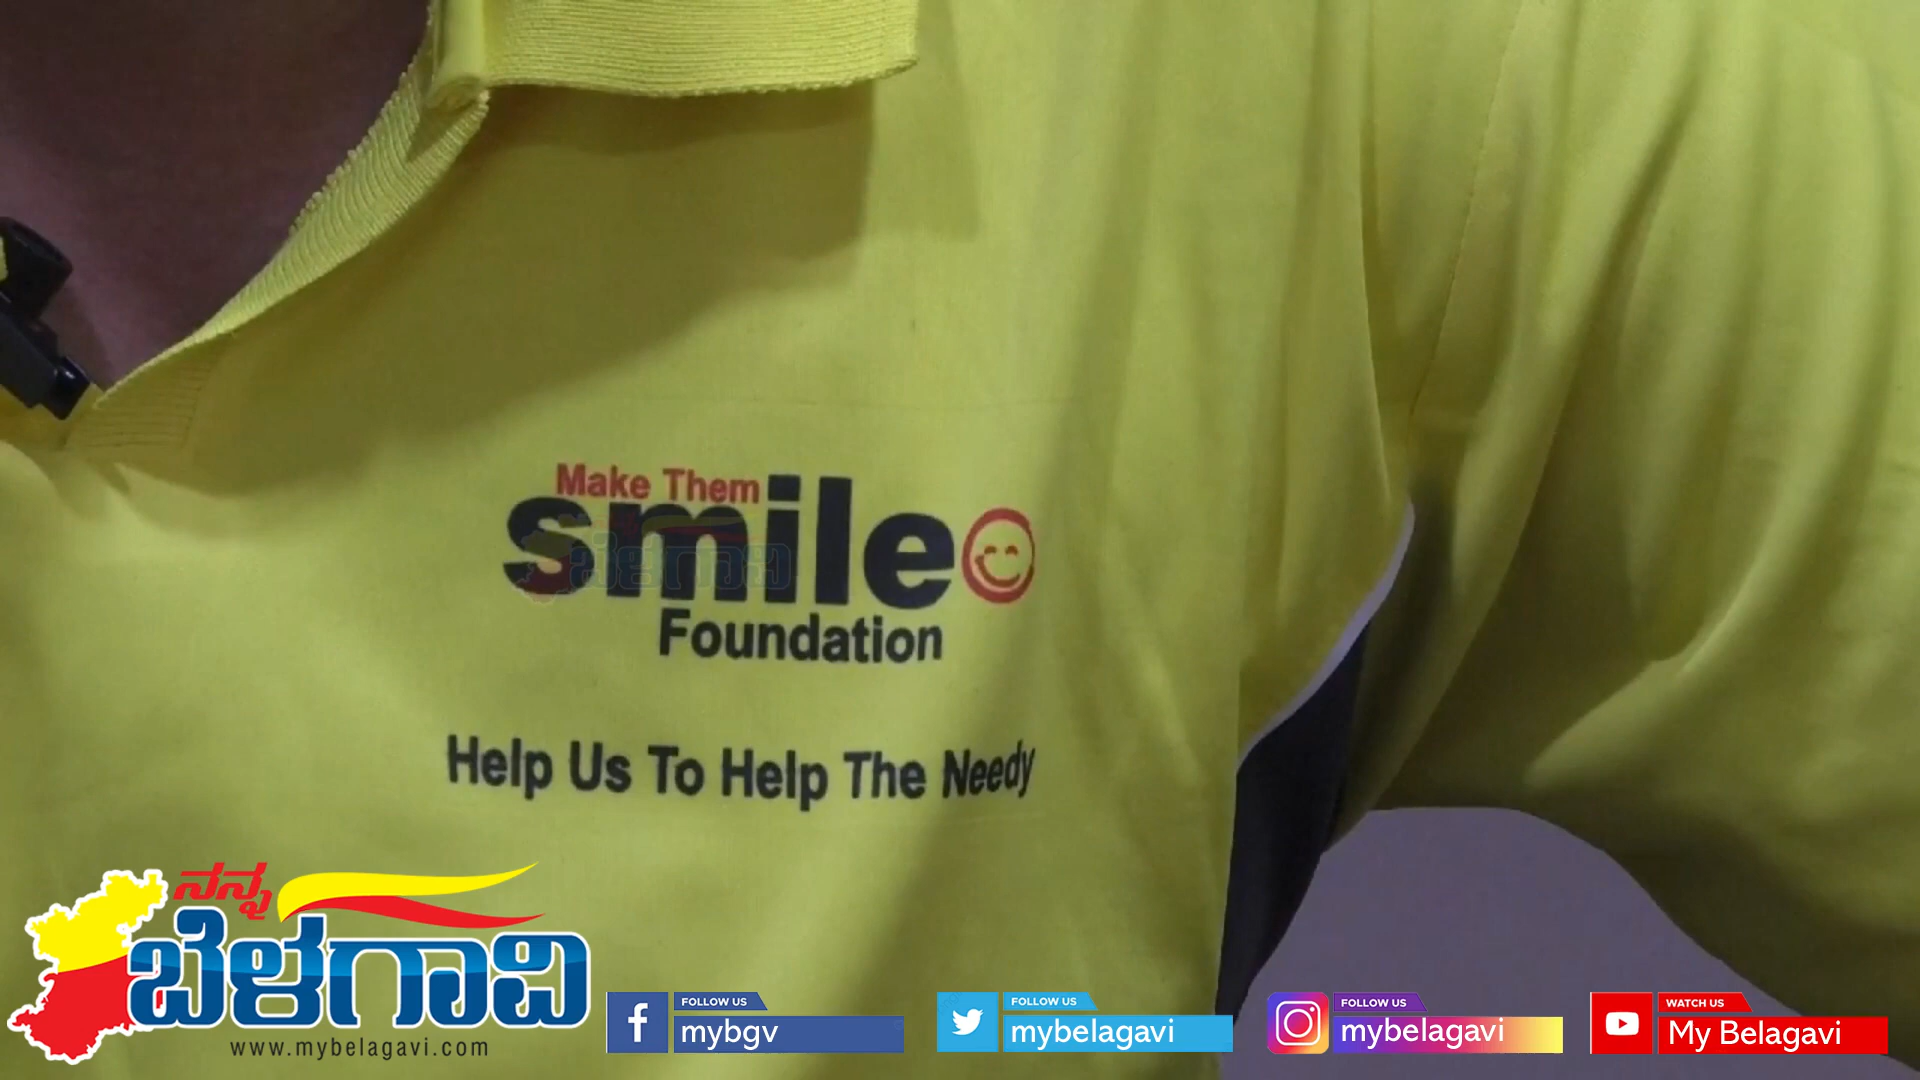 Make Them
smile
Foundation
Help Us To Help The Needy
ನನ್ನ
ಬೆಳಗಾವಿ
www.mybelagavi.com
FOLLOW US
mybgv
FOLLOW US
mybelagavi
FOLLOW US
mybelagavi
WATCH US
My Belagavi